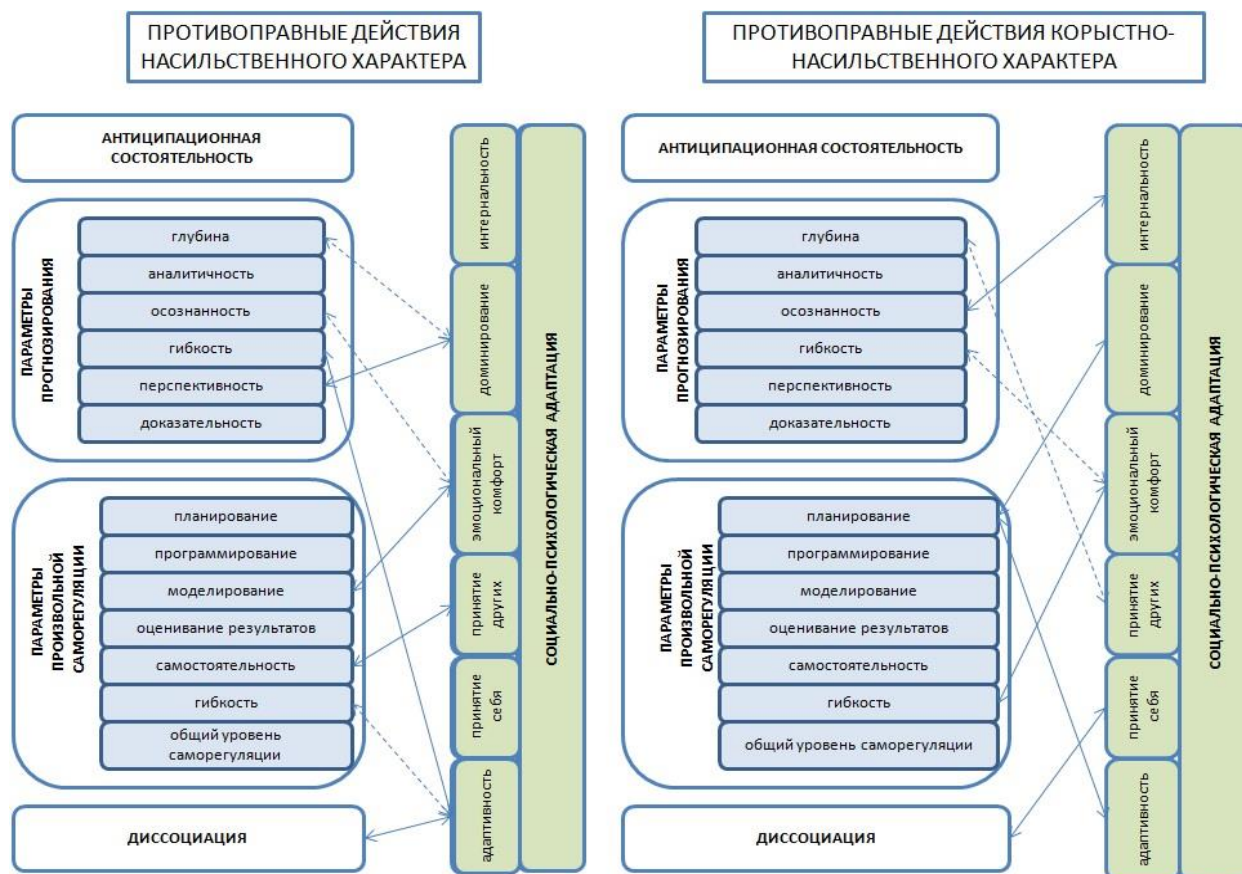 ПРОТИВОПРАВНЫЕ ДЕЙСТВИЯ
НАСИЛЬСТВЕННОГО ХАРАКТЕРА
АНТИЦИПАЦИОННАЯ
СОСТОЯТЕЛЬНОСТЬ
ПАРАМЕТРЫ
ПРОГНОЗИРОВАНИЯ
глубина
аналитичность
осознанность
гибкость
перспективность
доказательность
ПАРАМЕТРЫ
ПРОИЗВОЛЬНОЙ
САМОРЕГУЛЯЦИИ
планирование
программирование
моделирование
оценивание результатов
самостоятельность
гибкость
общий уровень
саморегуляции
ДИССОЦИАЦИЯ
интернальность
доминирование
эмоциональный
комфорт
принятие
других
принятие
себя
адаптивность
СОЦИАЛЬНО-ПСИХОЛОГИЧЕСКАЯ АДАПТАЦИЯ
ПРОТИВОПРАВНЫЕ ДЕЙСТВИЯ КОРЫСТНО-
НАСИЛЬСТВЕННОГО ХАРАКТЕРА
АНТИЦИПАЦИОННАЯ СОСТОЯТЕЛЬНОСТЬ
ПАРАМЕТРЫ
ПРОГНОЗИРОВАНИЯ
глубина
аналитичность
осознанность
гибкость
перспективность
доказательность
ПАРАМЕТРЫ
ПРОИЗВОЛЬНОЙ
САМОРЕГУЛЯЦИИ
планирование
программирование
моделирование
оценивание результатов
самостоятельность
гибкость
общий уровень саморегуляции
ДИССОЦИАЦИЯ
интернальность
доминирование
эмоциональный
комфорт
принятие
других
принятие
себя
адаптивность
СОЦИАЛЬНО-ПСИХОЛОГИЧЕСКАЯ АДАПТАЦИЯ